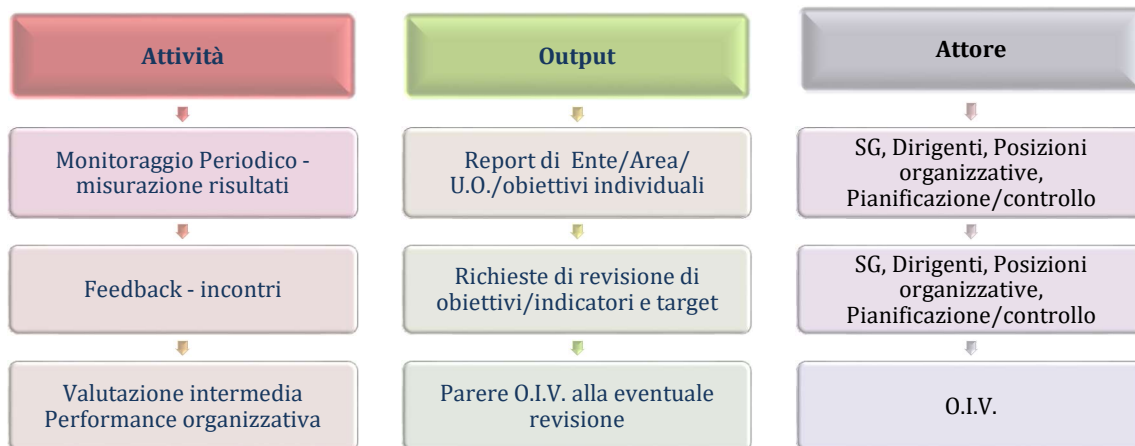 Attività
Monitoraggio Periodico -
misurazione risultati
Feedback - incontri
Valutazione intermedia
Performance organizzativa
Output
Report di Ente/Area/
U.O./obiettivi individuali
Richieste di revisione di
obiettivi/indicatori e target
Parere O.I.V. alla eventuale
revisione
Attore
SG, Dirigenti, Posizioni
organizzative,
Pianificazione/controllo
SG, Dirigenti, Posizioni
organizzative,
Pianificazione/controllo
O.I.V.